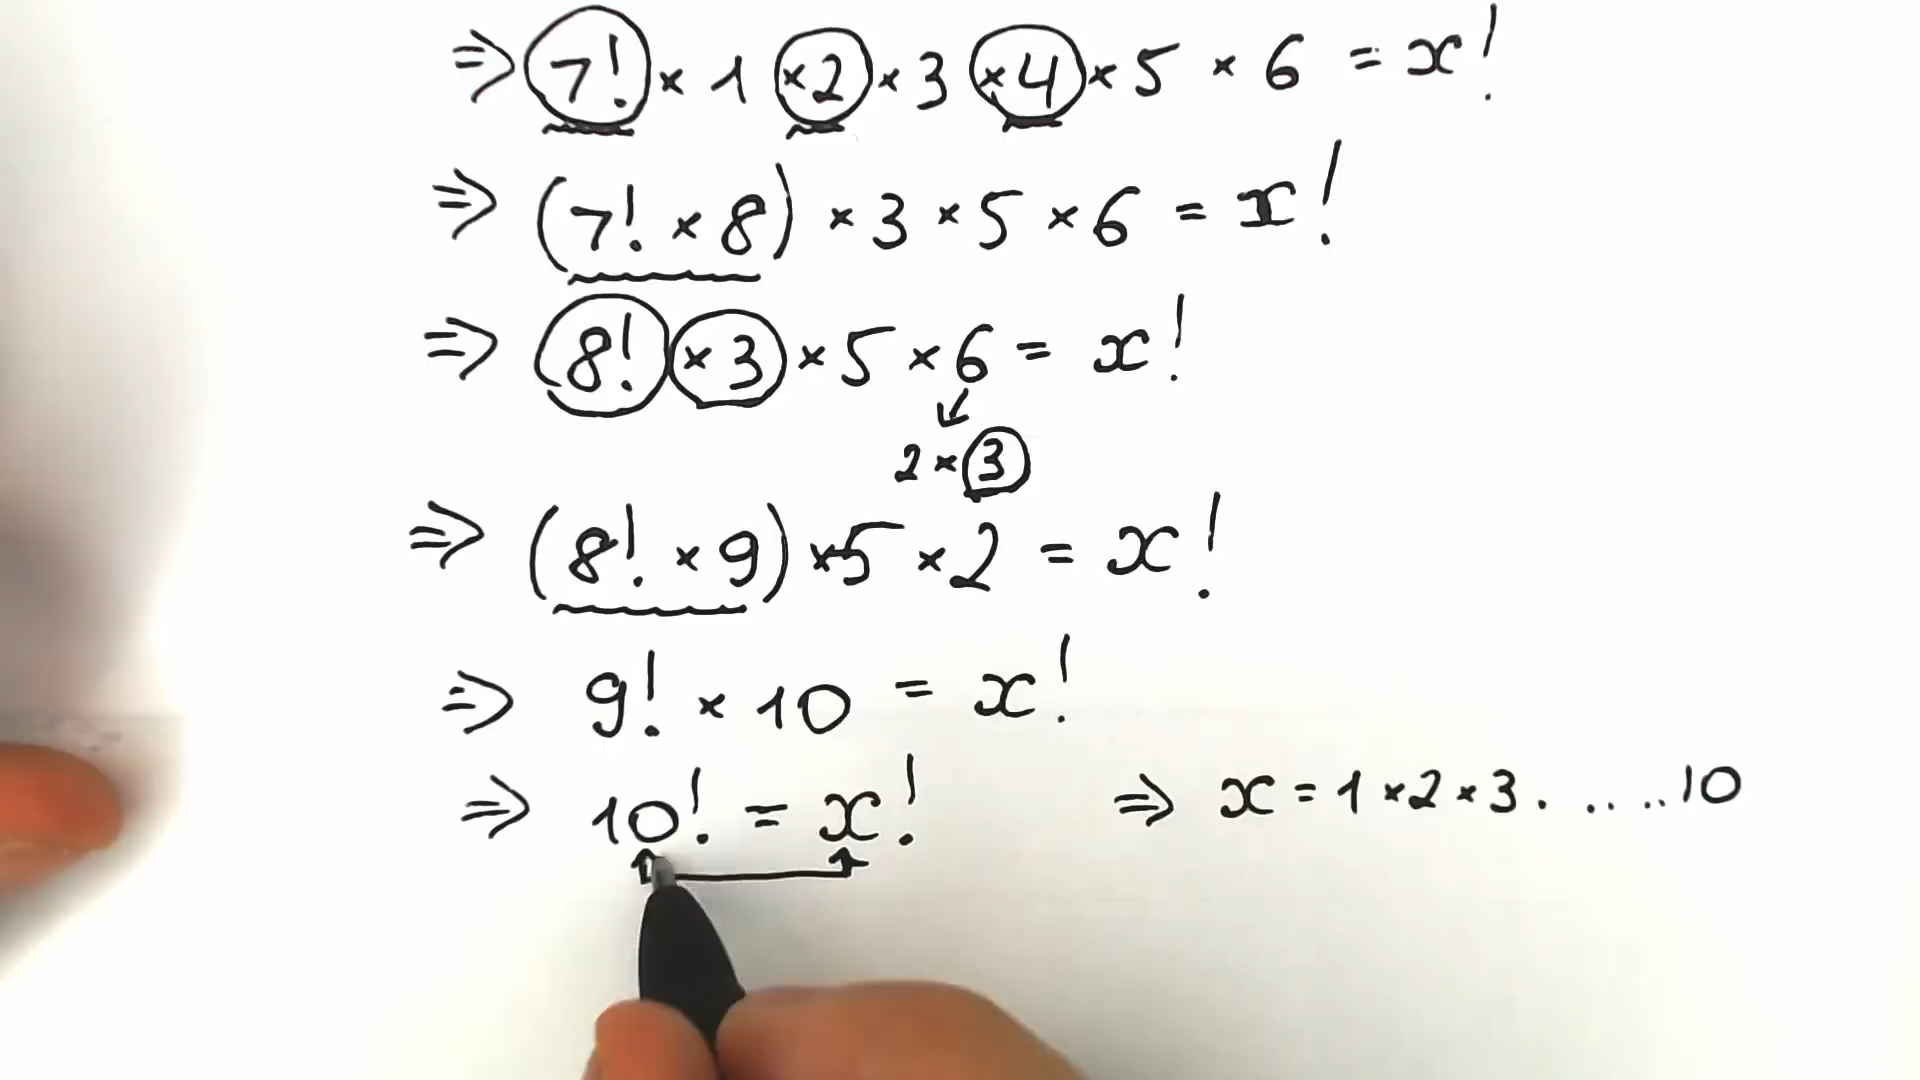 ⇒ 7! × 1 × 2 × 3 × 4 × 5 × 6 = x!
⇒ (7! × 8) × 3 × 5 × 6 = x!
⇒ 8! × 3 × 5 × 6 = x!
2 × 3
⇒ (8! × 9) × 5 × 2 = x!
⇒ 9! × 10 = x!
⇒ 10! = x!
⇒ x = 1 × 2 × 3 . . . . . 10